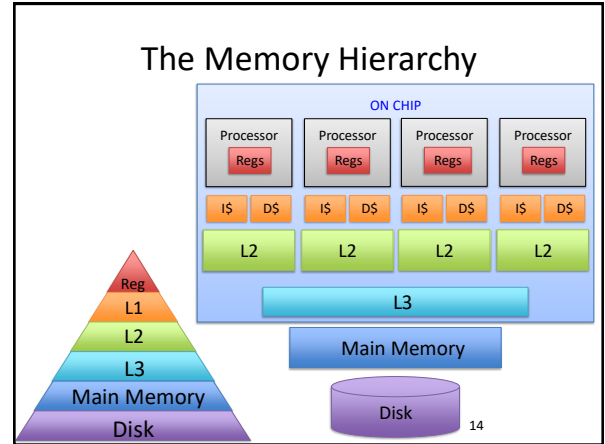 The Memory Hierarchy
ON CHIP
Processor Processor Processor Processor
Regs Regs Regs Regs
I$ D$ I$ D$ I$ D$ I$ D$
L2 L2 L2 L2
L3
Main Memory
Disk
Reg
L1
L2
L3
Main Memory
Disk
14